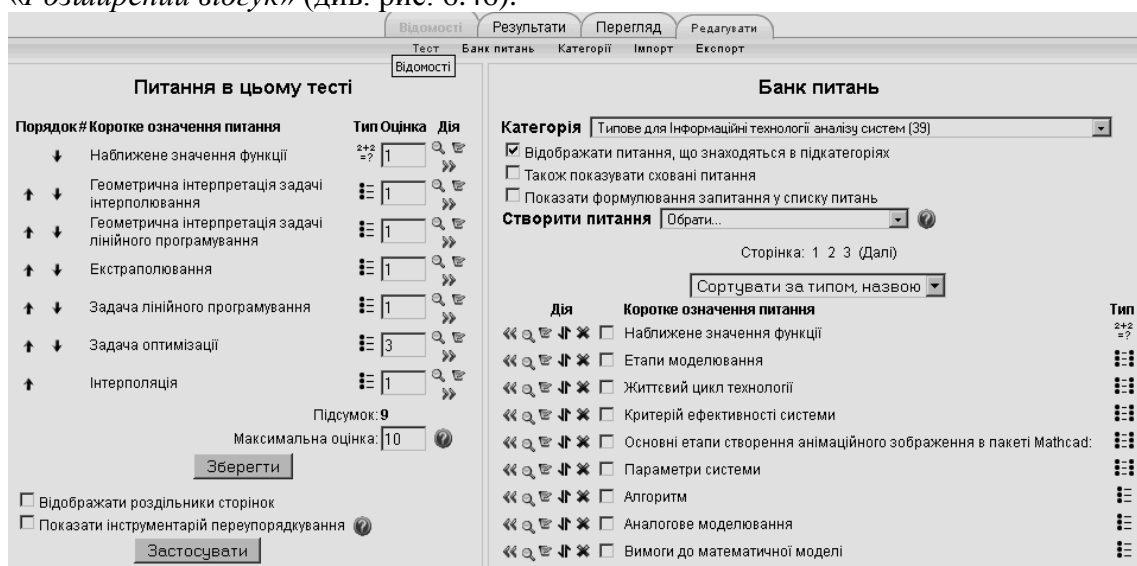 «Розширений відгук» (див. рис. 6.46).
Відомості Результати Перегляд Редагувати
Тест Банк питань Категорії Імпорт Експорт
Відомості
Питання в цьому тесті
Порядок # Коротке означення питання Тип Оцінка Дія
Наближене значення функції 2+2=? 1
Геометрична інтерпретація задачі
інтерполювання 1
Геометрична інтерпретація задачі
лінійного програмування 1
Екстраполювання 1
Задача лінійного програмування 1
Задача оптимізації 3
Інтерполяція 1
Підсумок: 9
Максимальна оцінка: 10
Зберегти
Відображати роздільники сторінок
Показати інструментарій переупорядкування
Застосувати
Банк питань
Категорія Типове для Інформаційні технології аналізу систем (39)
Відображати питання, що знаходяться в підкатегоріях
Також показувати сховані питання
Показати формулювання запитання у списку питань
Створити питання Обрати...
Сторінка: 1 2 3 (Далі)
Сортувати за типом, назвою
Дія Коротке означення питання Тип
Наближене значення функції 2+2=?
Етапи моделювання
Життєвий цикл технології
Критерій ефективності системи
Основні етапи створення анімаційного зображення в пакеті Mathcad:
Параметри системи
Алгоритм
Аналогове моделювання
Вимоги до математичної моделі